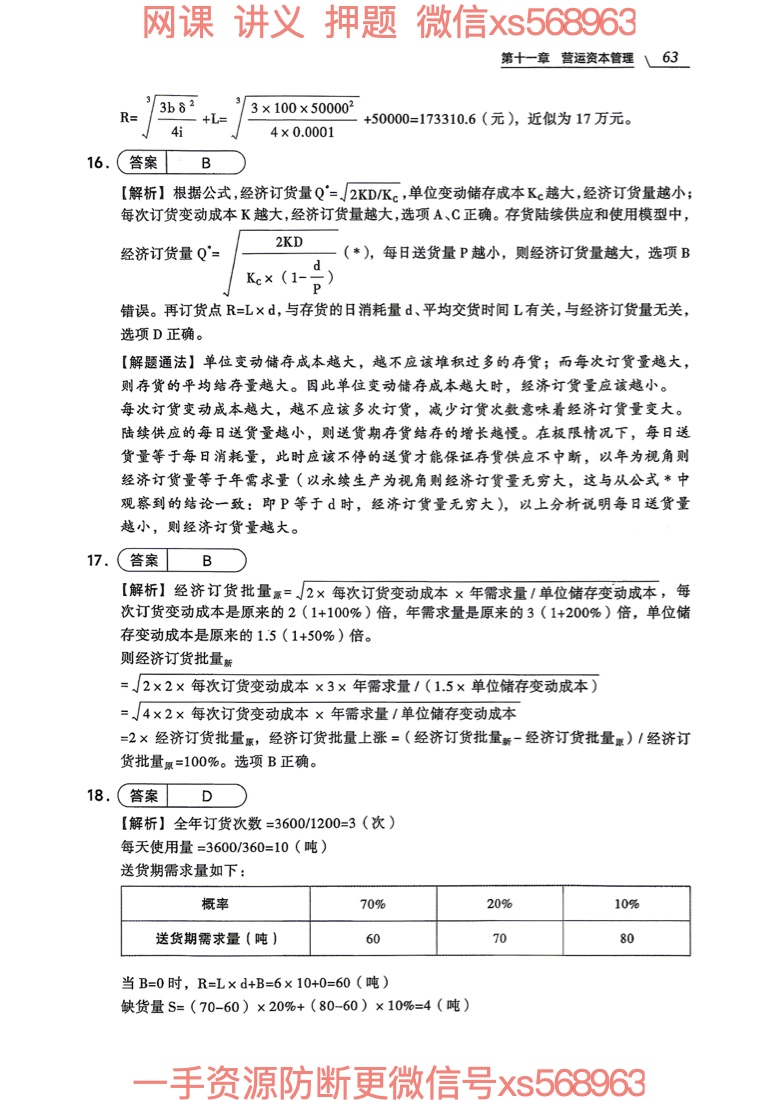 网课 讲义 押题 微信xs568963
第十一章 营运资本管理 63
R=∛(3bδ²/4i)+L=∛(3×100×50000²/4×0.0001)+50000=173310.6（元），近似为 17 万元。
16. 答案 B
【解析】根据公式，经济订货量 Q*=√2KD/Kc，单位变动储存成本 Kc越大，经济订货量越小；
每次订货变动成本 K 越大，经济订货量越大，选项 A、C 正确。存货陆续供应和使用模型中，
经济订货量 Q*=√(2KD/Kc×（1-d/P）)（*），每日送货量 P 越小，则经济订货量越大，选项 B
错误。再订货点 R=L×d，与存货的日消耗量 d、平均交货时间 L 有关，与经济订货量无关，
选项 D 正确。
【解题通法】单位变动储存成本越大，越不应该堆积过多的存货；而每次订货量越大，
则存货的平均结存量越大。因此单位变动储存成本越大时，经济订货量应该越小。
每次订货变动成本越大，越不应该多次订货，减少订货次数意味着经济订货量变大。
陆续供应的每日送货量越小，则送货期存货结存的增长越慢。在极限情况下，每日送
货量等于每日消耗量，此时应该不停的送货才能保证存货供应不中断，以年为视角则
经济订货量等于年需求量（以永续生产为视角则经济订货量无穷大，这与从公式 * 中
观察到的结论一致：即 P 等于 d 时，经济订货量无穷大），以上分析说明每日送货量
越小，则经济订货量越大。
17. 答案 B
【解析】经济订货批量原=√2× 每次订货变动成本 × 年需求量 / 单位储存变动成本，每
次订货变动成本是原来的 2（1+100%）倍，年需求量是原来的 3（1+200%）倍，单位储
存变动成本是原来的 1.5（1+50%）倍。
则经济订货批量新
=√2×2× 每次订货变动成本 ×3× 年需求量 /（1.5× 单位储存变动成本）
=√4×2× 每次订货变动成本 × 年需求量 / 单位储存变动成本
=2× 经济订货批量原，经济订货批量上涨 =（经济订货批量新－经济订货批量原）/ 经济订
货批量原=100%。选项 B 正确。
18. 答案 D
【解析】全年订货次数 =3600/1200=3（次）
每天使用量 =3600/360=10（吨）
送货期需求量如下：
概率 70% 20% 10%
送货期需求量（吨） 60 70 80
当 B=0 时，R=L×d+B=6×10+0=60（吨）
缺货量 S=（70-60）×20%+（80-60）×10%=4（吨）
一手资源防断更微信号xs568963